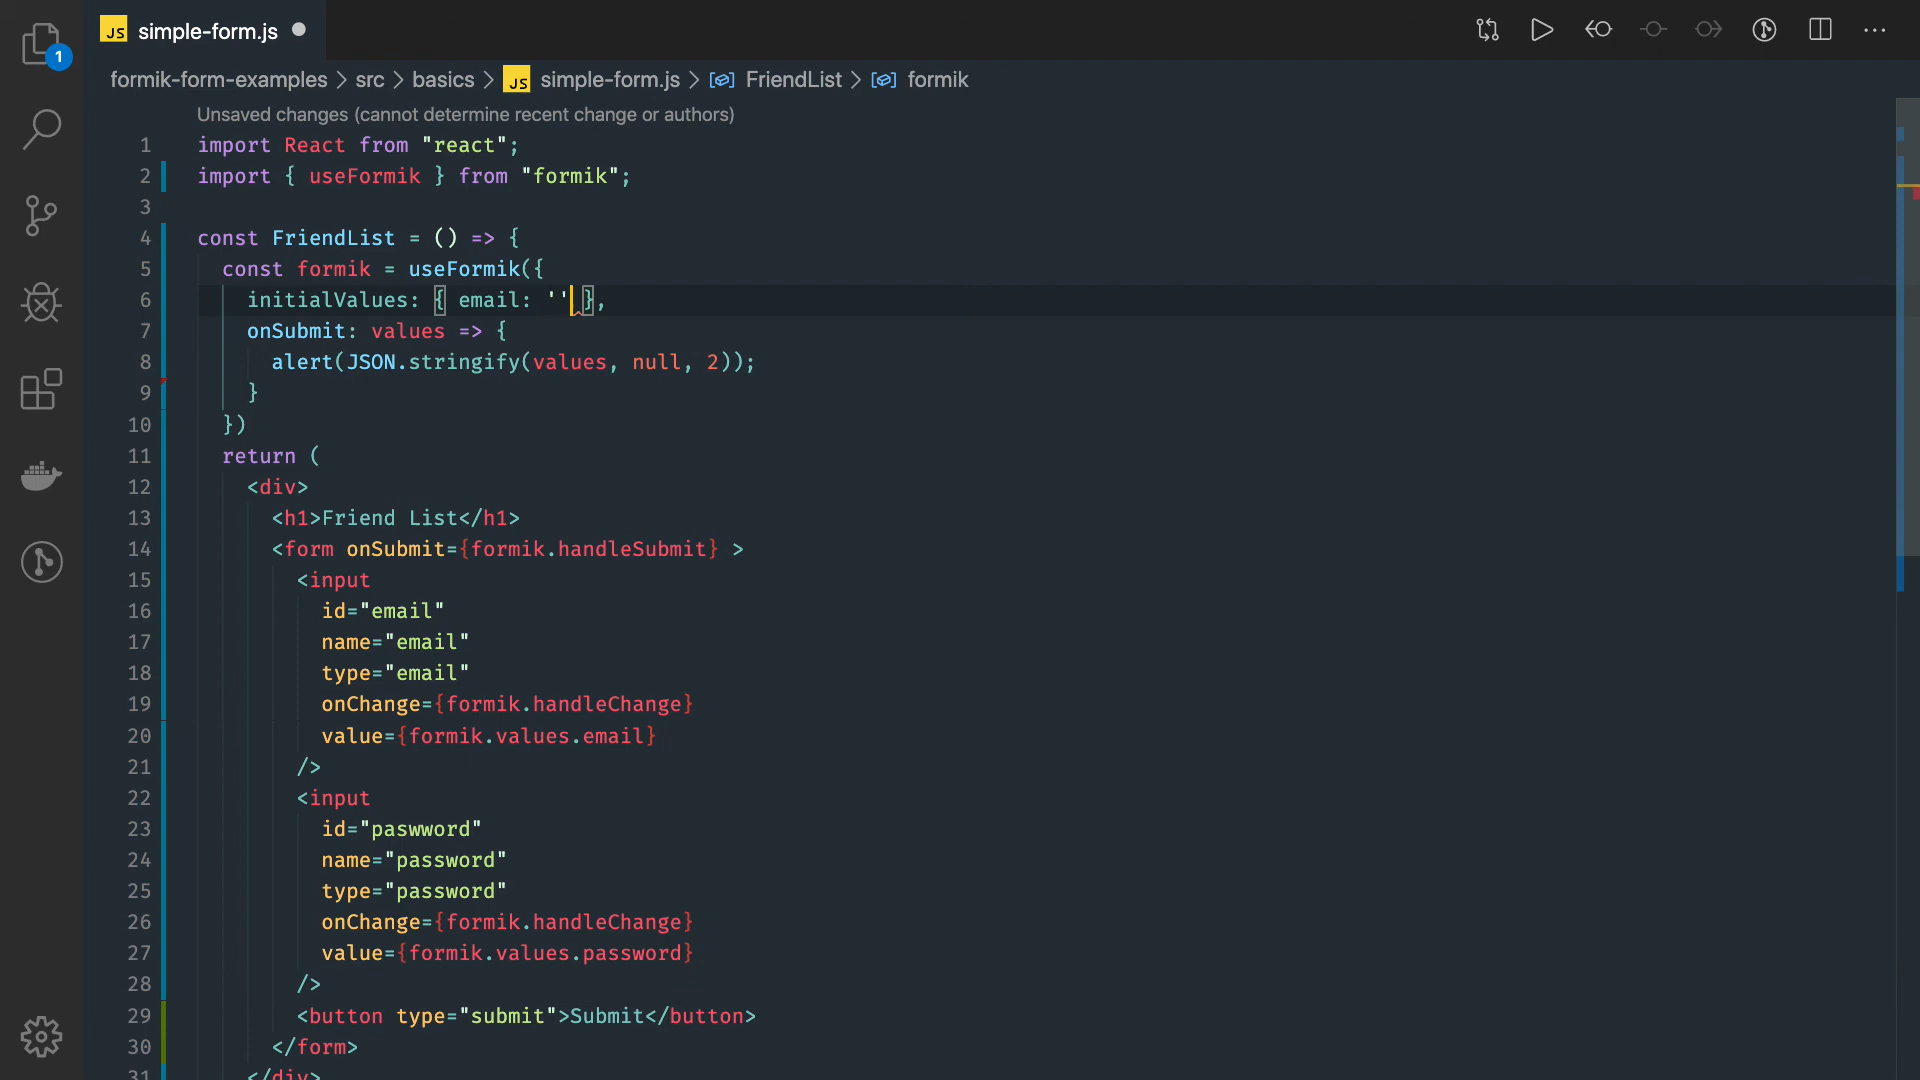 JS simple-form.js
1
formik-form-examples > src > basics > JS simple-form.js > FriendList > formik
Unsaved changes (cannot determine recent change or authors)
1 import React from "react";
2 import { useFormik } from "formik";
3
4 const FriendList = () => {
5 const formik = useFormik({
6 initialValues: { email: '' },
7 onSubmit: values => {
8 alert(JSON.stringify(values, null, 2));
9 }
10 })
11 return (
12 <div>
13 <h1>Friend List</h1>
14 <form onSubmit={formik.handleSubmit} >
15 <input
16 id="email"
17 name="email"
18 type="email"
19 onChange={formik.handleChange}
20 value={formik.values.email}
21 />
22 <input
23 id="paswword"
24 name="password"
25 type="password"
26 onChange={formik.handleChange}
27 value={formik.values.password}
28 />
29 <button type="submit">Submit</button>
30 </form>
31 </div>